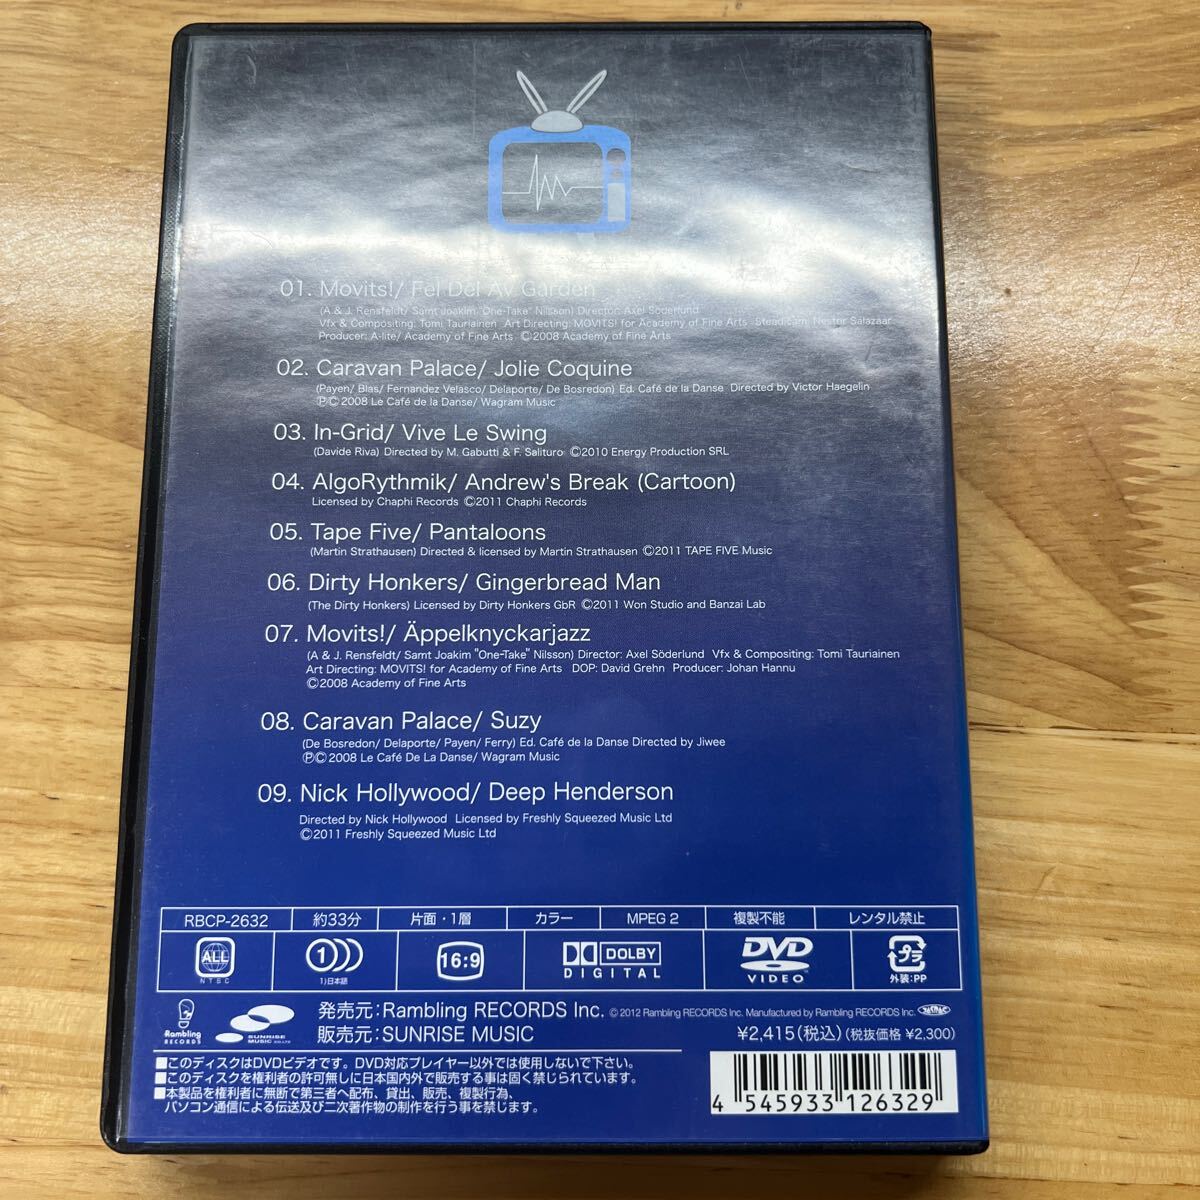 01. Movits!/ Fel Del Av Gården
(A & J. Rensfeldt/ Samt Joakim "One-Take" Nilsson) Director: Axel Söderlund
Vfx & Compositing: Tomi Tauriainen Art Directing: MOVITS! for Academy of Fine Arts Steadicam: Nestor Salazaar
Producer: A-lite/ Academy of Fine Arts ©2008 Academy of Fine Arts
02. Caravan Palace/ Jolie Coquine
(Payen/ Blas/ Fernandez Velasco/ Delaporte/ De Bosredon) Ed. Café de la Danse Directed by Victor Haegelin
℗©2008 Le Café de la Danse/ Wagram Music
03. In-Grid/ Vive Le Swing
(Davide Riva) Directed by M. Gabutti & F. Salituro ©2010 Energy Production SRL
04. AlgoRythmik/ Andrew's Break (Cartoon)
Licensed by Chaphi Records ©2011 Chaphi Records
05. Tape Five/ Pantaloons
(Martin Strathausen) Directed & licensed by Martin Strathausen ©2011 TAPE FIVE Music
06. Dirty Honkers/ Gingerbread Man
(The Dirty Honkers) Licensed by Dirty Honkers GbR ©2011 Won Studio and Banzai Lab
07. Movits!/ Äppelknyckarjazz
(A & J. Rensfeldt/ Samt Joakim "One-Take" Nilsson) Director: Axel Söderlund Vfx & Compositing: Tomi Tauriainen
Art Directing: MOVITS! for Academy of Fine Arts DOP: David Grehn Producer: Johan Hannu
©2008 Academy of Fine Arts
08. Caravan Palace/ Suzy
(De Bosredon/ Delaporte/ Payen/ Ferry) Ed. Café de la Danse Directed by Jiwee
℗©2008 Le Café De La Danse/ Wagram Music
09. Nick Hollywood/ Deep Henderson
Directed by Nick Hollywood Licensed by Freshly Squeezed Music Ltd
©2011 Freshly Squeezed Music Ltd
RBCP-2632 約33分 片面・1層 カラー MPEG 2 複製不能 レンタル禁止
ALL 1 16:9 DOLBY DVD プラ
NTSC 1)日本語 DIGITAL VIDEO 外装:PP
Rambling RECORDS
SUNRISE MUSIC
発売元:Rambling RECORDS Inc. ©2012 Rambling RECORDS Inc. Manufactured by Rambling RECORDS Inc.
販売元:SUNRISE MUSIC ¥2,415(税込)(税抜価格 ¥2,300)
■このディスクはDVDビデオです。DVD対応プレイヤー以外では使用しないで下さい。
■このディスクを権利者の許可無しに日本国内外で販売する事は固く禁じられています。
■本製品を権利者に無断で第三者へ配布、貸出、販売、複製行為、
パソコン通信による伝送及び二次著作物の制作を行う事を禁じます。
4 545933 126329